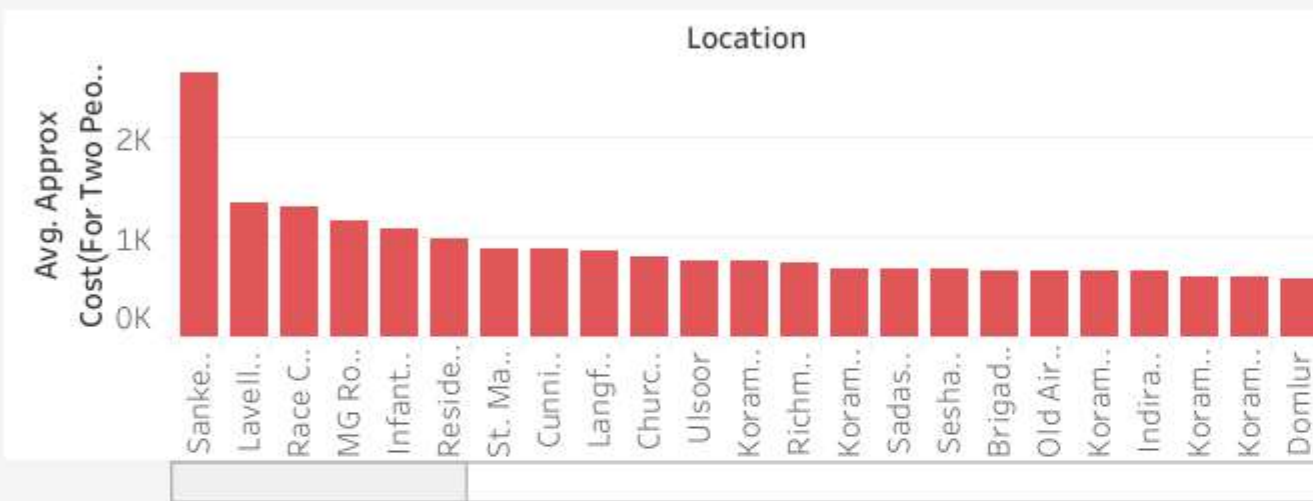 Location
Avg. Approx
Cost(For Two Peo..
2K
1K
0K
Sanke..
Lavell..
Race C..
MG Ro..
Infant..
Reside..
St. Ma..
Cunni..
Langf..
Churc..
Ulsoor
Koram..
Richm..
Koram..
Sadas..
Sesha..
Brigad..
Old Air..
Koram..
Indira..
Koram..
Koram..
Domlur